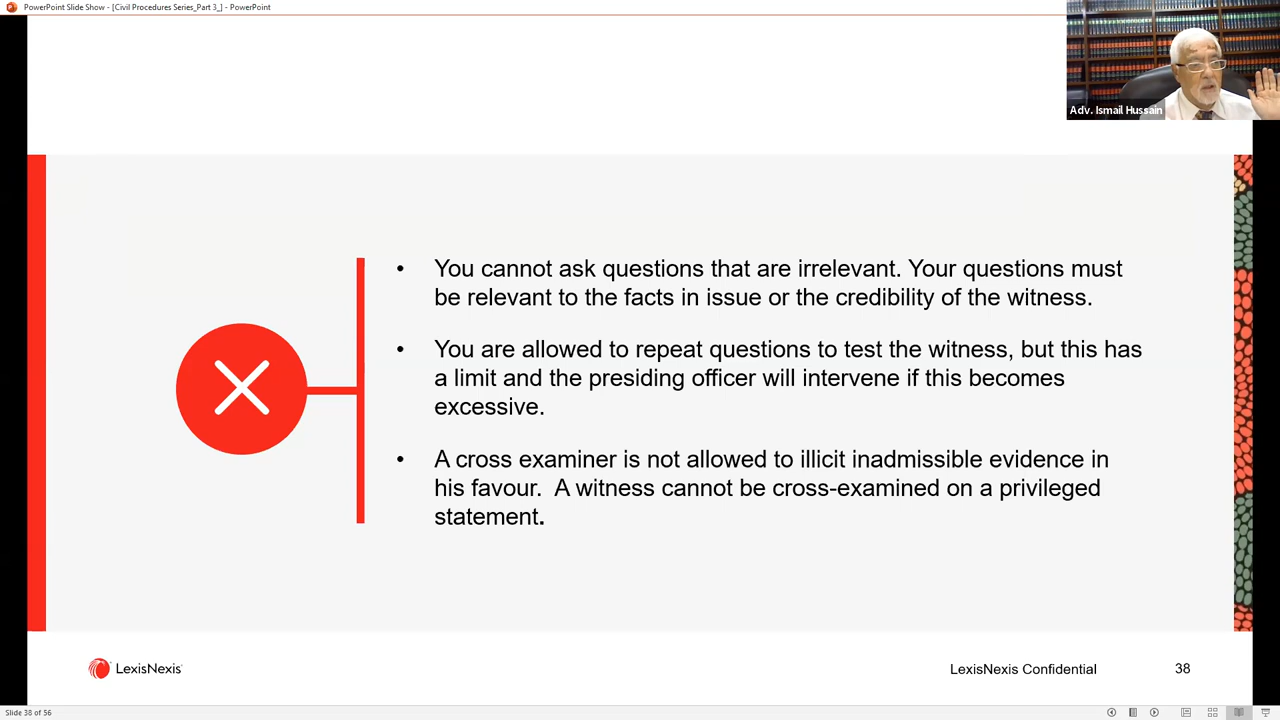 PowerPoint Slide Show - [Civil Procedures Series_Part 3_] - PowerPoint
Adv. Ismail Hussain
• You cannot ask questions that are irrelevant. Your questions must
be relevant to the facts in issue or the credibility of the witness.
• You are allowed to repeat questions to test the witness, but this has
a limit and the presiding officer will intervene if this becomes
excessive.
• A cross examiner is not allowed to illicit inadmissible evidence in
his favour.  A witness cannot be cross-examined on a privileged
statement.
LexisNexis
LexisNexis Confidential
38
Slide 38 of 56